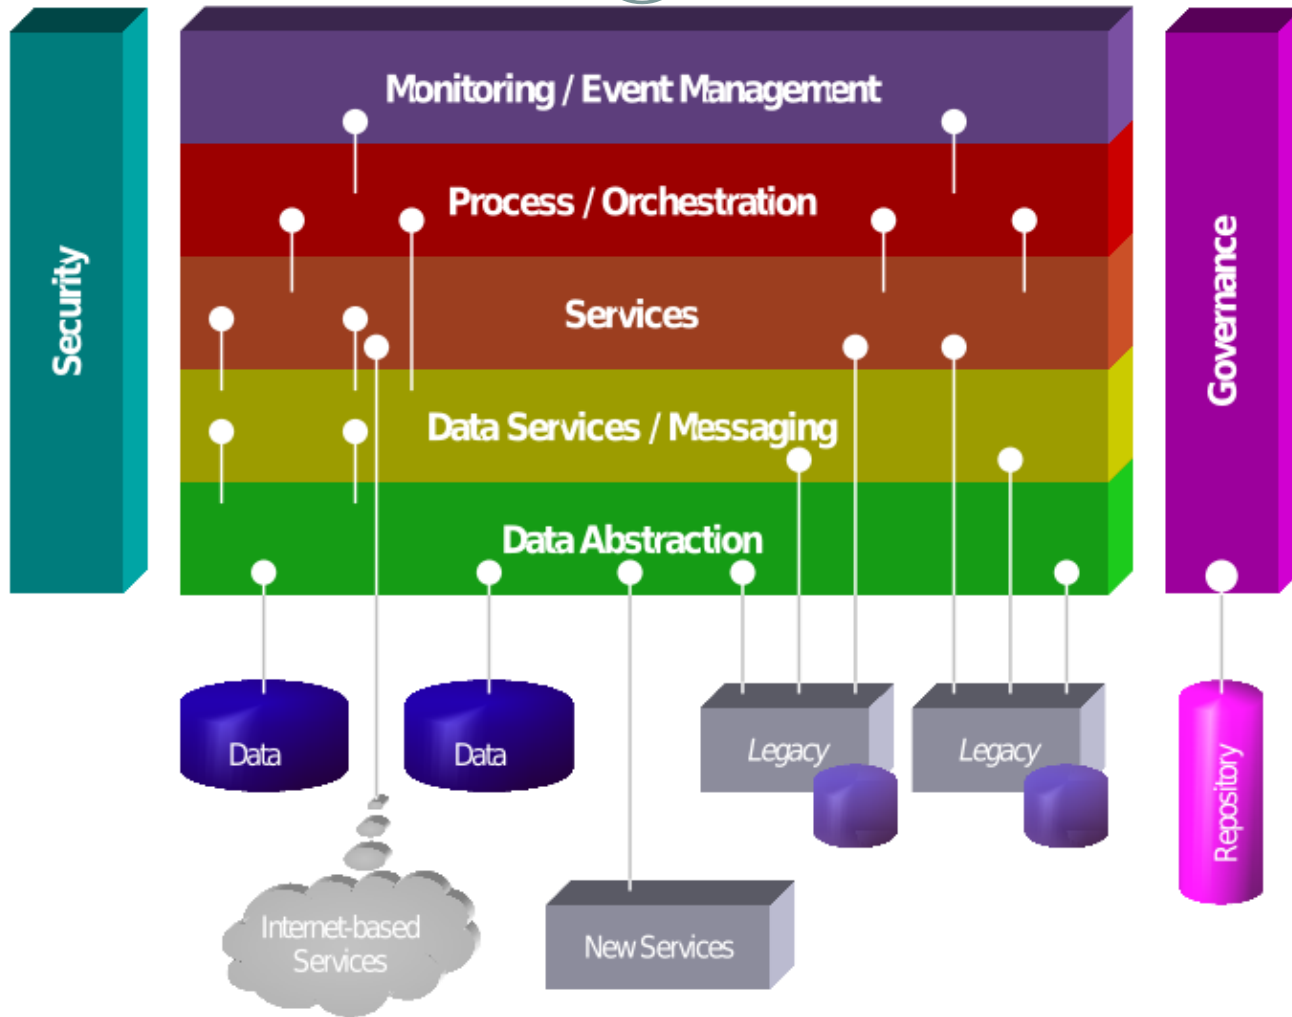 Monitoring / Event Management
Process / Orchestration
Services
Data Services / Messaging
Data Abstraction
Security
Governance
Data
Data
Legacy
Legacy
Repository
Internet-based
Services
New Services